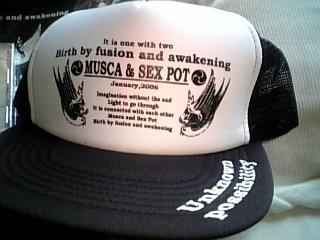 and awakening
It is one with two
Birth by fusion and awakening
MUSCA & SEX POT
January,2006
Imagination without the end
Light to go through
It is connected with each other
Musca and Sex Pot
Birth by fusion and awakening
Unknown
possibility